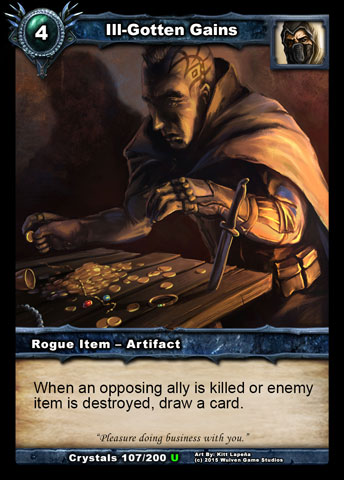 4
Ill-Gotten Gains
Rogue Item – Artifact
When an opposing ally is killed or enemy
item is destroyed, draw a card.
"Pleasure doing business with you."
Crystals 107/200 U
Art By: Kitt Lapeña
(c) 2015 Wulven Game Studios